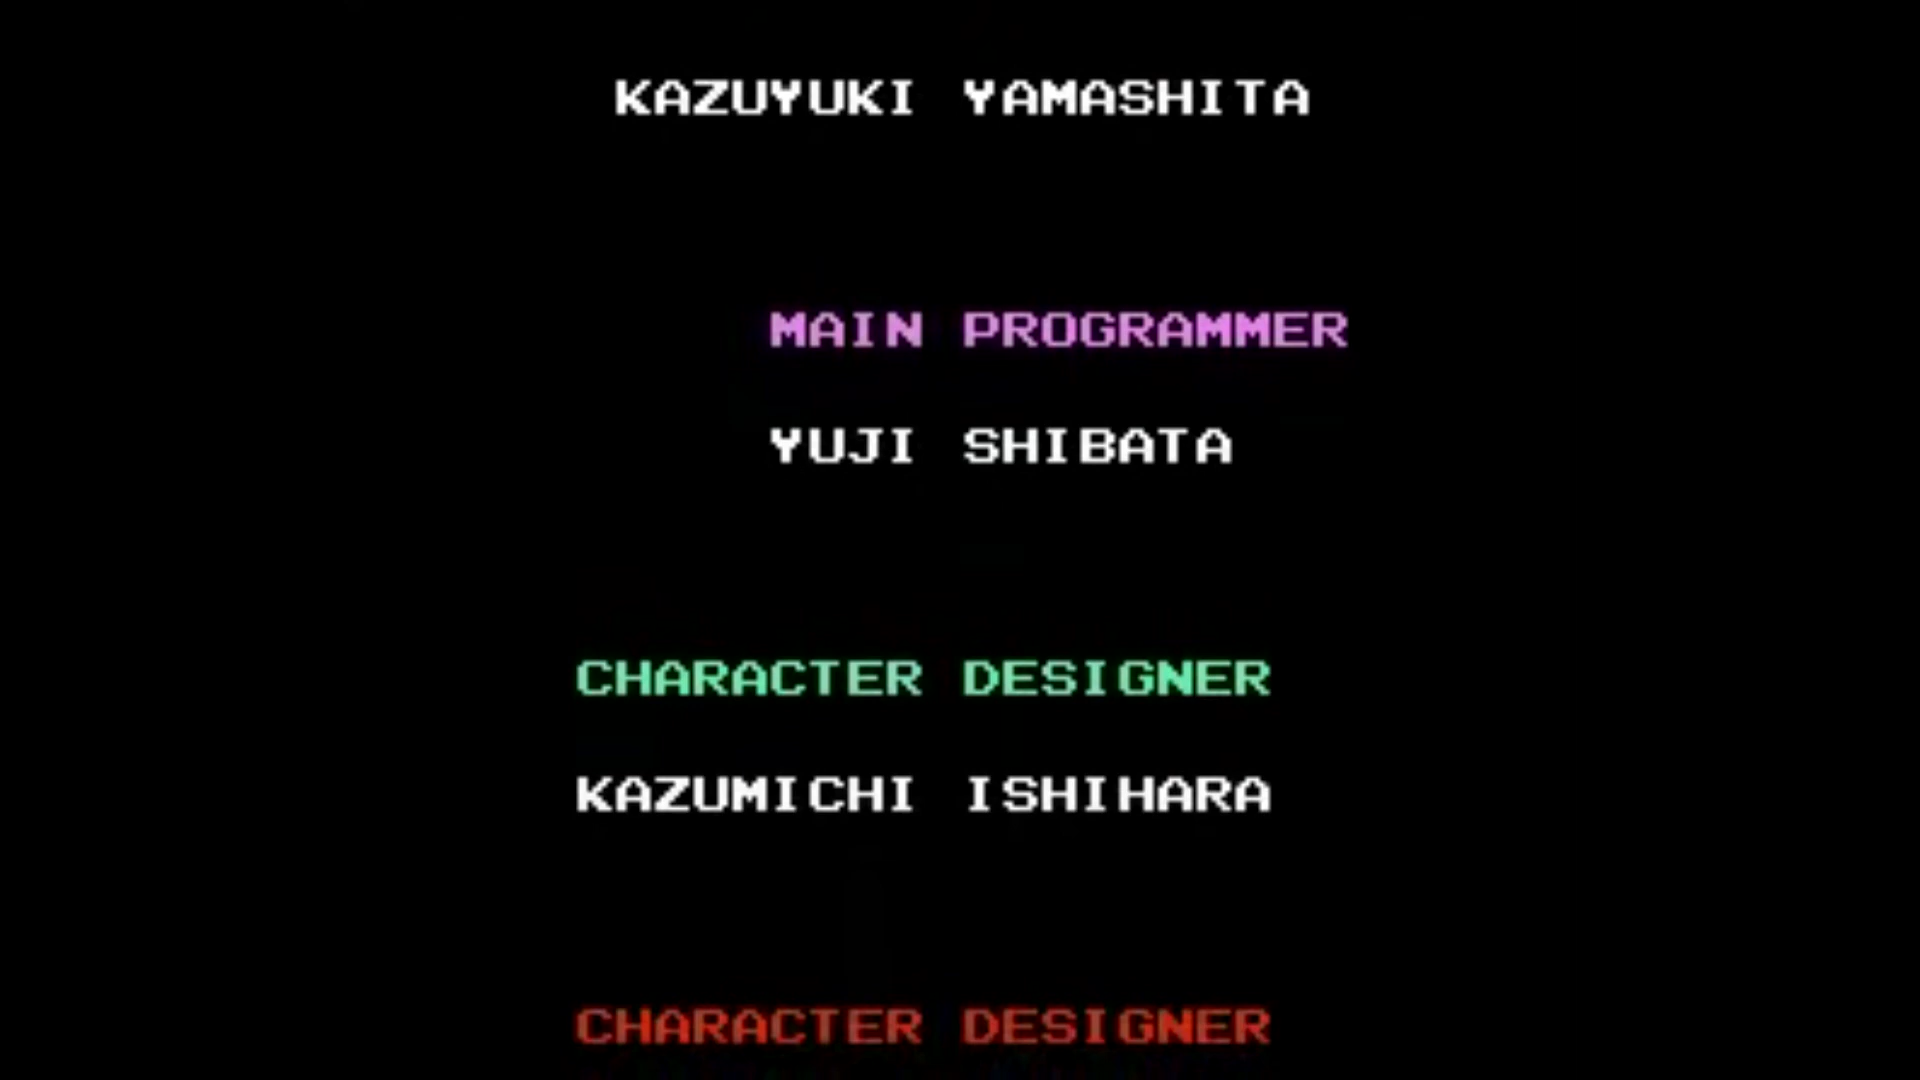 KAZUYUKI YAMASHITA
MAIN PROGRAMMER
YUJI SHIBATA
CHARACTER DESIGNER
KAZUMICHI ISHIHARA
CHARACTER DESIGNER